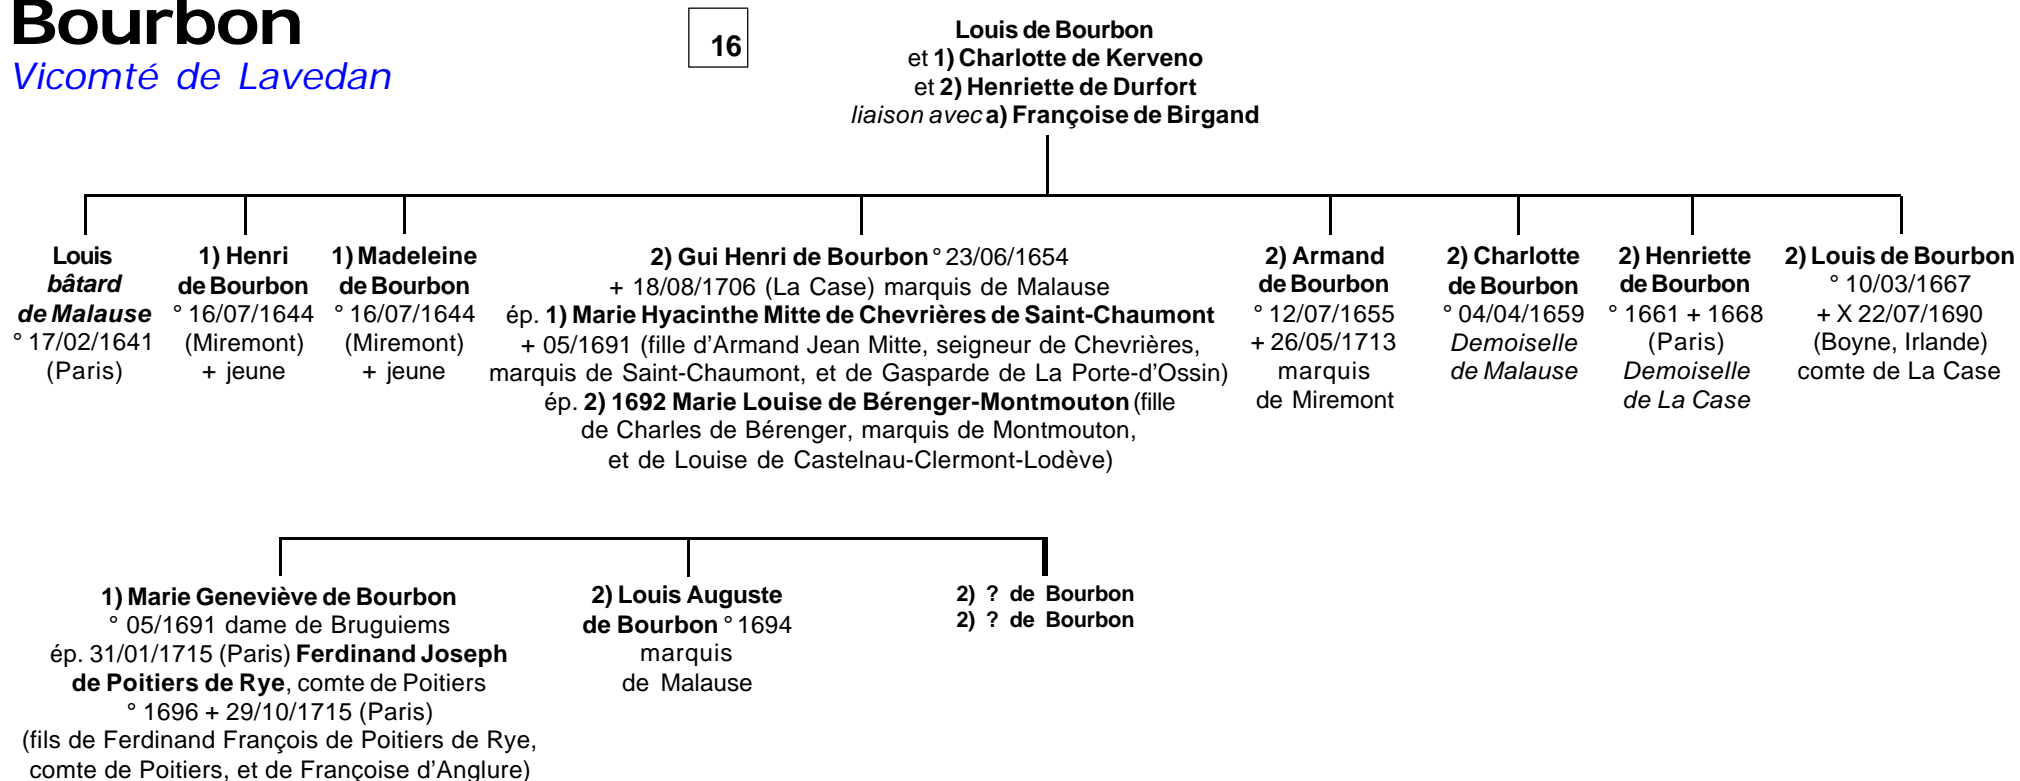 Bourbon
Vicomté de Lavedan
16
Louis de Bourbon
et 1) Charlotte de Kerveno
et 2) Henriette de Durfort
liaison avec a) Françoise de Birgand
Louis
bâtard
de Malause
° 17/02/1641
(Paris)
1) Henri
de Bourbon
° 16/07/1644
(Miremont)
+ jeune
1) Madeleine
de Bourbon
° 16/07/1644
(Miremont)
+ jeune
2) Gui Henri de Bourbon ° 23/06/1654
+ 18/08/1706 (La Case) marquis de Malause
ép. 1) Marie Hyacinthe Mitte de Chevrières de Saint-Chaumont
+ 05/1691 (fille d'Armand Jean Mitte, seigneur de Chevrières,
marquis de Saint-Chaumont, et de Gasparde de La Porte-d'Ossin)
ép. 2) 1692 Marie Louise de Bérenger-Montmouton (fille
de Charles de Bérenger, marquis de Montmouton,
et de Louise de Castelnau-Clermont-Lodève)
2) Armand
de Bourbon
° 12/07/1655
+ 26/05/1713
marquis
de Miremont
2) Charlotte
de Bourbon
° 04/04/1659
Demoiselle
de Malause
2) Henriette
de Bourbon
° 1661 + 1668
(Paris)
Demoiselle
de La Case
2) Louis de Bourbon
° 10/03/1667
+ X 22/07/1690
(Boyne, Irlande)
comte de La Case
1) Marie Geneviève de Bourbon
° 05/1691 dame de Bruguiems
ép. 31/01/1715 (Paris) Ferdinand Joseph
de Poitiers de Rye, comte de Poitiers
° 1696 + 29/10/1715 (Paris)
(fils de Ferdinand François de Poitiers de Rye,
comte de Poitiers, et de Françoise d'Anglure)
2) Louis Auguste
de Bourbon ° 1694
marquis
de Malause
2) ? de Bourbon
2) ? de Bourbon